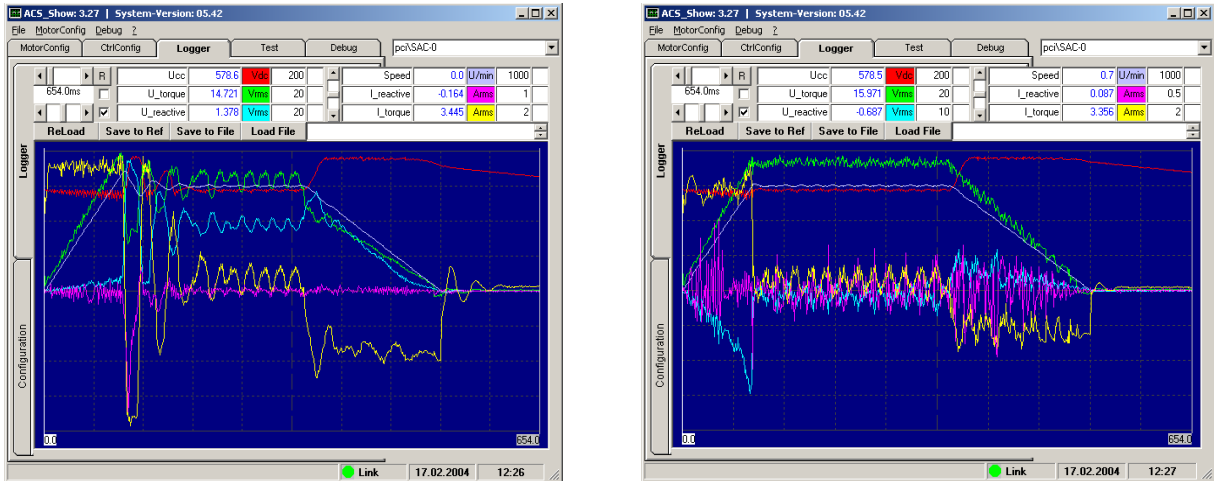 ACS_Show: 3.27 | System-Version: 05.42
File MotorConfig Debug ?
MotorConfig CtrlConfig Logger Test Debug pci\SAC-0
R Ucc 578.6 Vdc 200 Speed 0.0 U/min 1000
654.0ms U_torque 14.721 Vrms 20 I_reactive -0.164 Arms 1
U_reactive 1.378 Vrms 20 I_torque 3.445 Arms 2
ReLoad Save to Ref Save to File Load File
Logger
Configuration
0.0 654.0
Link 17.02.2004 12:26
ACS_Show: 3.27 | System-Version: 05.42
File MotorConfig Debug ?
MotorConfig CtrlConfig Logger Test Debug pci\SAC-0
R Ucc 578.5 Vdc 200 Speed 0.7 U/min 1000
654.0ms U_torque 15.971 Vrms 20 I_reactive 0.087 Arms 0.5
U_reactive -0.687 Vrms 10 I_torque 3.356 Arms 2
ReLoad Save to Ref Save to File Load File
Logger
Configuration
0.0 654.0
Link 17.02.2004 12:27